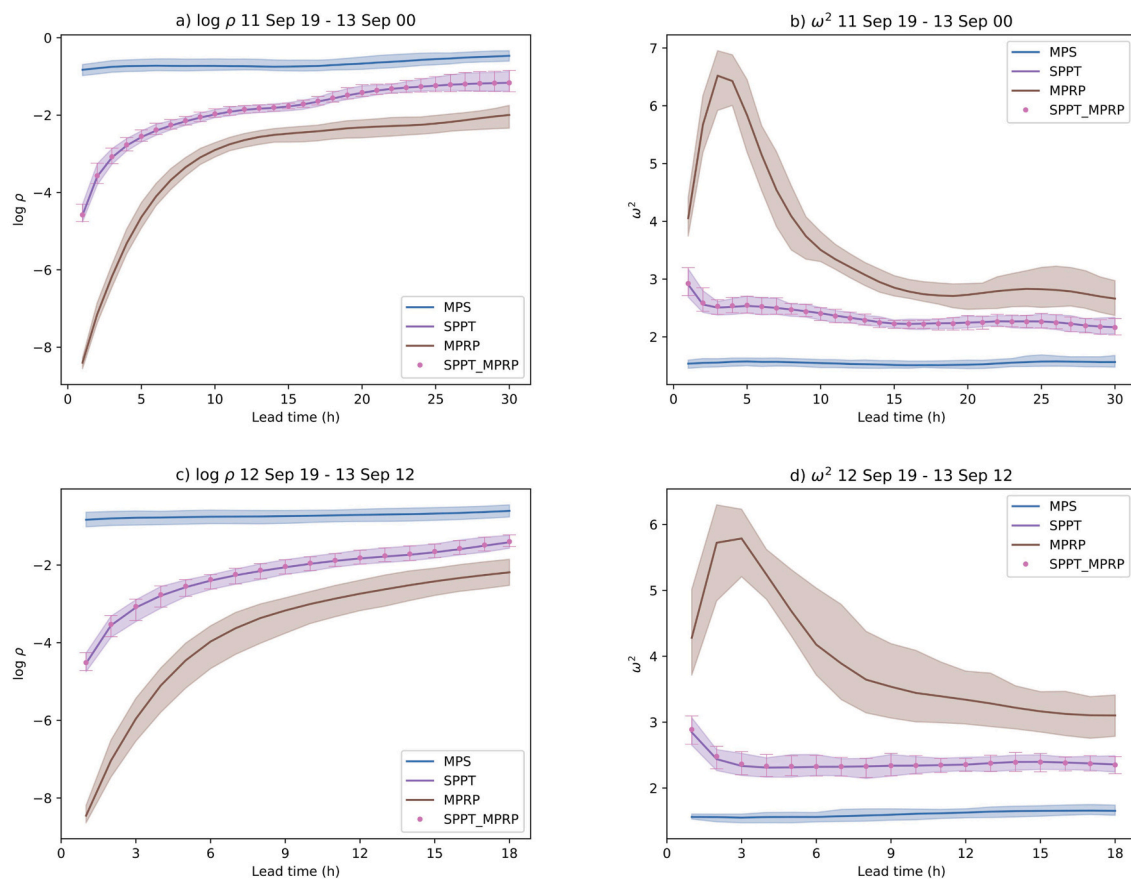 a) log ρ 11 Sep 19 - 13 Sep 00
0
−2
−4
−6
−8
log ρ
MPS
SPPT
MPRP
SPPT_MPRP
0 5 10 15 20 25 30
Lead time (h)
b) ω² 11 Sep 19 - 13 Sep 00
7
6
5
4
3
2
ω²
MPS
SPPT
MPRP
SPPT_MPRP
0 5 10 15 20 25 30
Lead time (h)
c) log ρ 12 Sep 19 - 13 Sep 12
−2
−4
−6
−8
log ρ
MPS
SPPT
MPRP
SPPT_MPRP
0 3 6 9 12 15 18
Lead time (h)
d) ω² 12 Sep 19 - 13 Sep 12
6
5
4
3
2
ω²
MPS
SPPT
MPRP
SPPT_MPRP
0 3 6 9 12 15 18
Lead time (h)